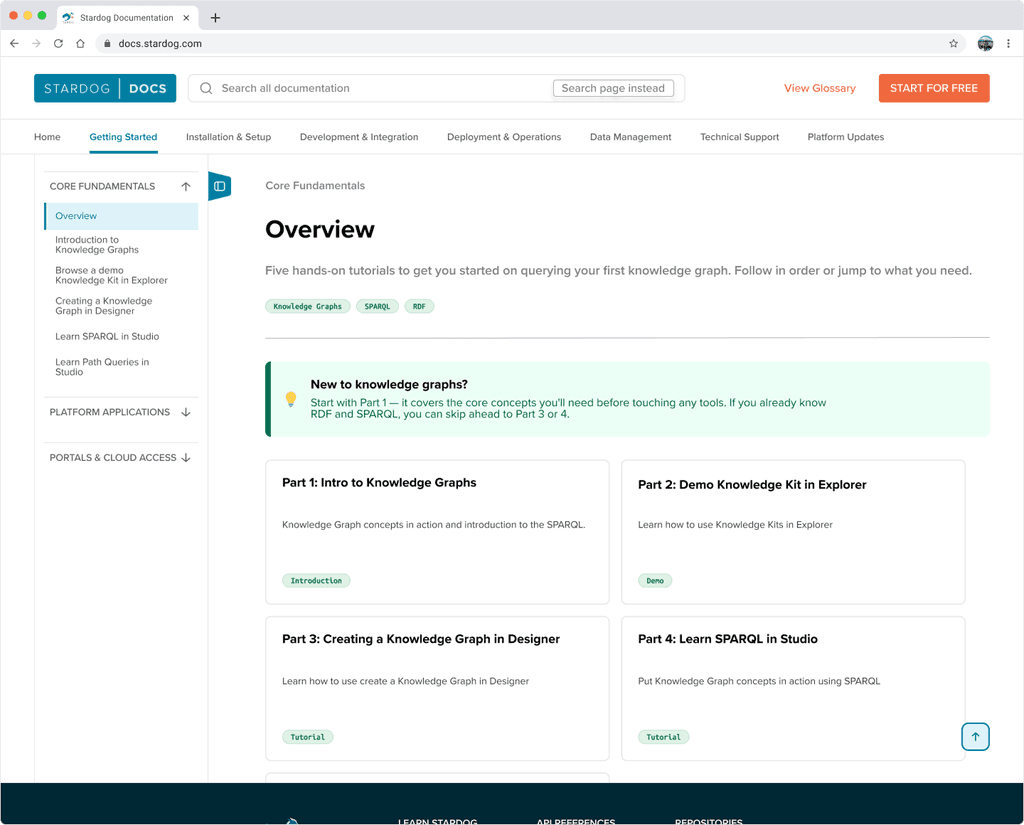 Stardog Documentation
docs.stardog.com
STARDOG | DOCS
Search all documentation
Search page instead
View Glossary
START FOR FREE
Home
Getting Started
Installation & Setup
Development & Integration
Deployment & Operations
Data Management
Technical Support
Platform Updates
CORE FUNDAMENTALS
Overview
Introduction to
Knowledge Graphs
Browse a demo
Knowledge Kit in Explorer
Creating a Knowledge
Graph in Designer
Learn SPARQL in Studio
Learn Path Queries in
Studio
PLATFORM APPLICATIONS
PORTALS & CLOUD ACCESS
Core Fundamentals
Overview
Five hands-on tutorials to get you started on querying your first knowledge graph. Follow in order or jump to what you need.
Knowledge Graphs
SPARQL
RDF
New to knowledge graphs?
Start with Part 1 — it covers the core concepts you'll need before touching any tools. If you already know
RDF and SPARQL, you can skip ahead to Part 3 or 4.
Part 1: Intro to Knowledge Graphs
Knowledge Graph concepts in action and introduction to the SPARQL.
Introduction
Part 2: Demo Knowledge Kit in Explorer
Learn how to use Knowledge Kits in Explorer
Demo
Part 3: Creating a Knowledge Graph in Designer
Learn how to use create a Knowledge Graph in Designer
Tutorial
Part 4: Learn SPARQL in Studio
Put Knowledge Graph concepts in action using SPARQL
Tutorial
LEARN STARDOG
API REFERENCES
REPOSITORIES